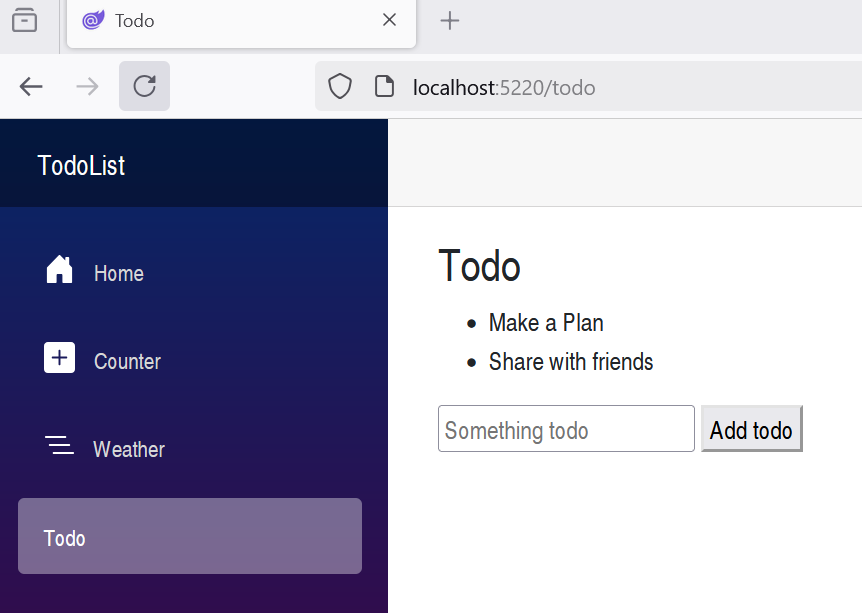 Todo
localhost:5220/todo
TodoList
Home
Counter
Weather
Todo
Todo
Make a Plan
Share with friends
Something todo
Add todo